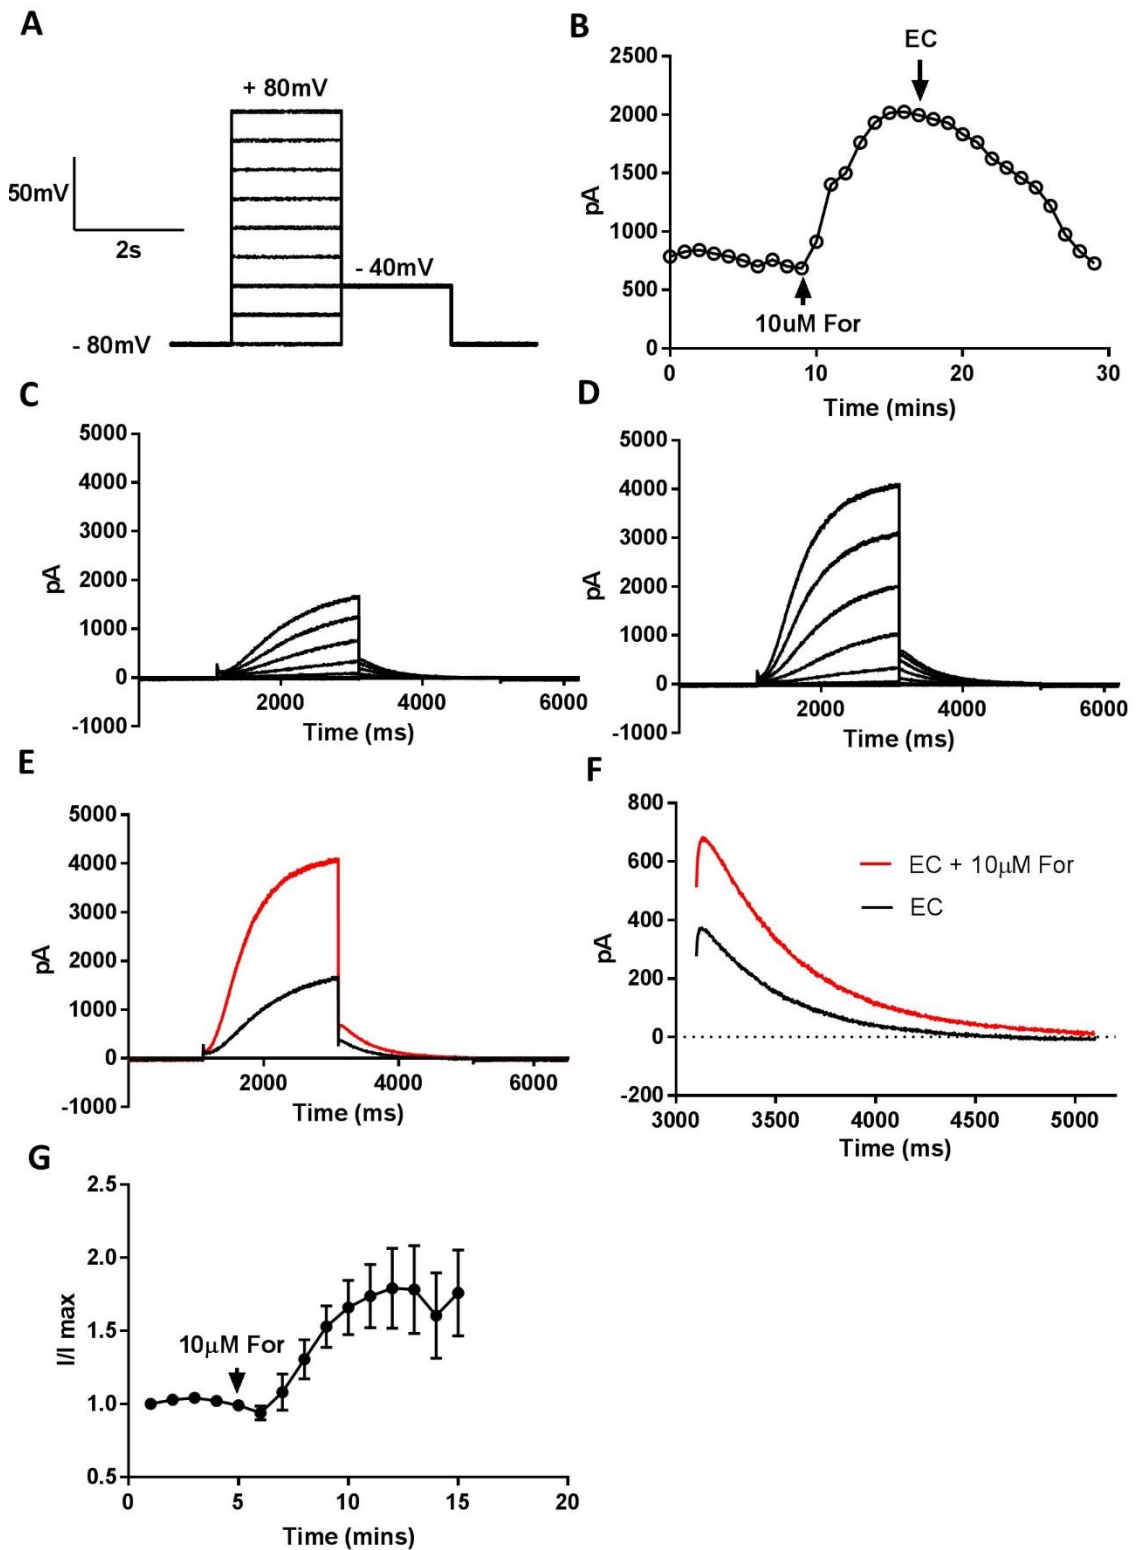 A
+ 80mV
50mV
2s
- 40mV
- 80mV
B
EC
2500
2000
1500
1000
500
0
pA
10uM For
0 10 20 30
Time (mins)
C
5000
4000
3000
2000
1000
0
-1000
pA
2000 4000 6000
Time (ms)
D
5000
4000
3000
2000
1000
0
-1000
pA
2000 4000 6000
Time (ms)
E
5000
4000
3000
2000
1000
0
-1000
pA
2000 4000 6000
Time (ms)
F
800
600
400
200
0
-200
pA
EC + 10μM For
EC
3000 3500 4000 4500 5000
Time (ms)
G
2.5
2.0
1.5
1.0
0.5
I/I max
10μM For
0 5 10 15 20
Time (mins)